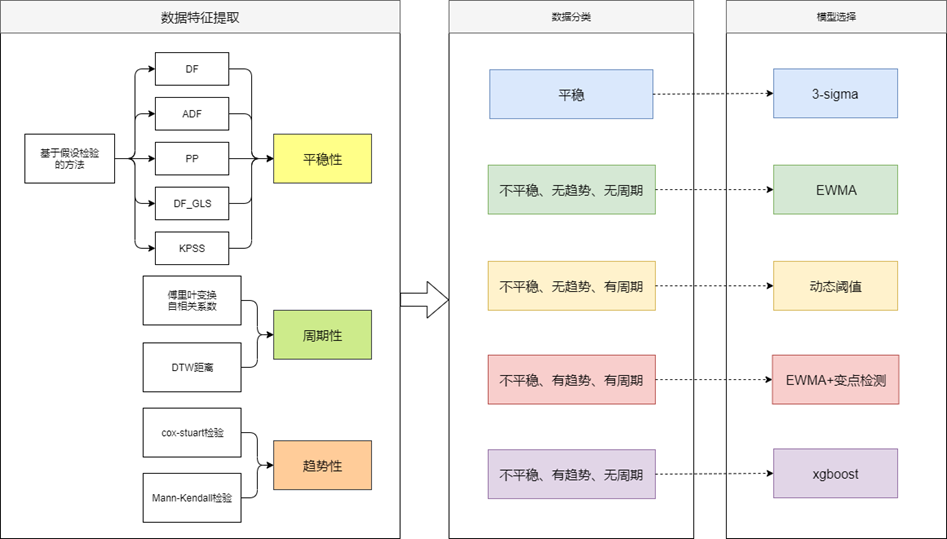 数据特征提取
基于假设检验
的方法
DF
ADF
PP
DF_GLS
KPSS
平稳性
傅里叶变换
自相关系数
DTW距离
周期性
cox-stuart检验
Mann-Kendall检验
趋势性
数据分类
平稳
不平稳、无趋势、无周期
不平稳、无趋势、有周期
不平稳、有趋势、有周期
不平稳、有趋势、无周期
模型选择
3-sigma
EWMA
动态阈值
EWMA+变点检测
xgboost